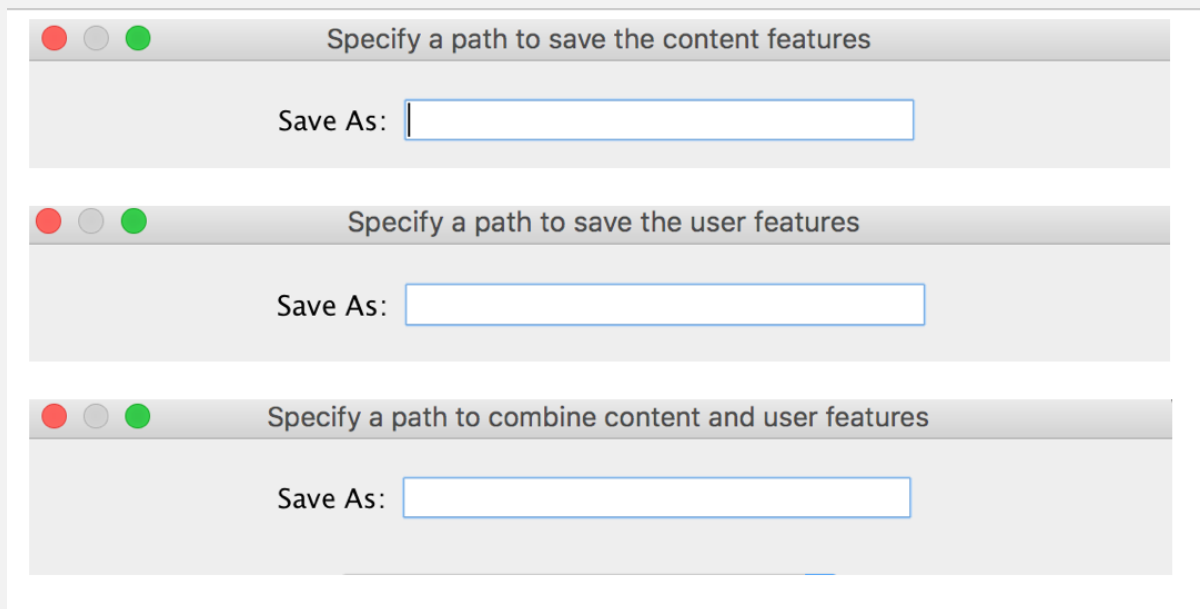 Specify a path to save the content features
Save As:
Specify a path to save the user features
Save As:
Specify a path to combine content and user features
Save As: